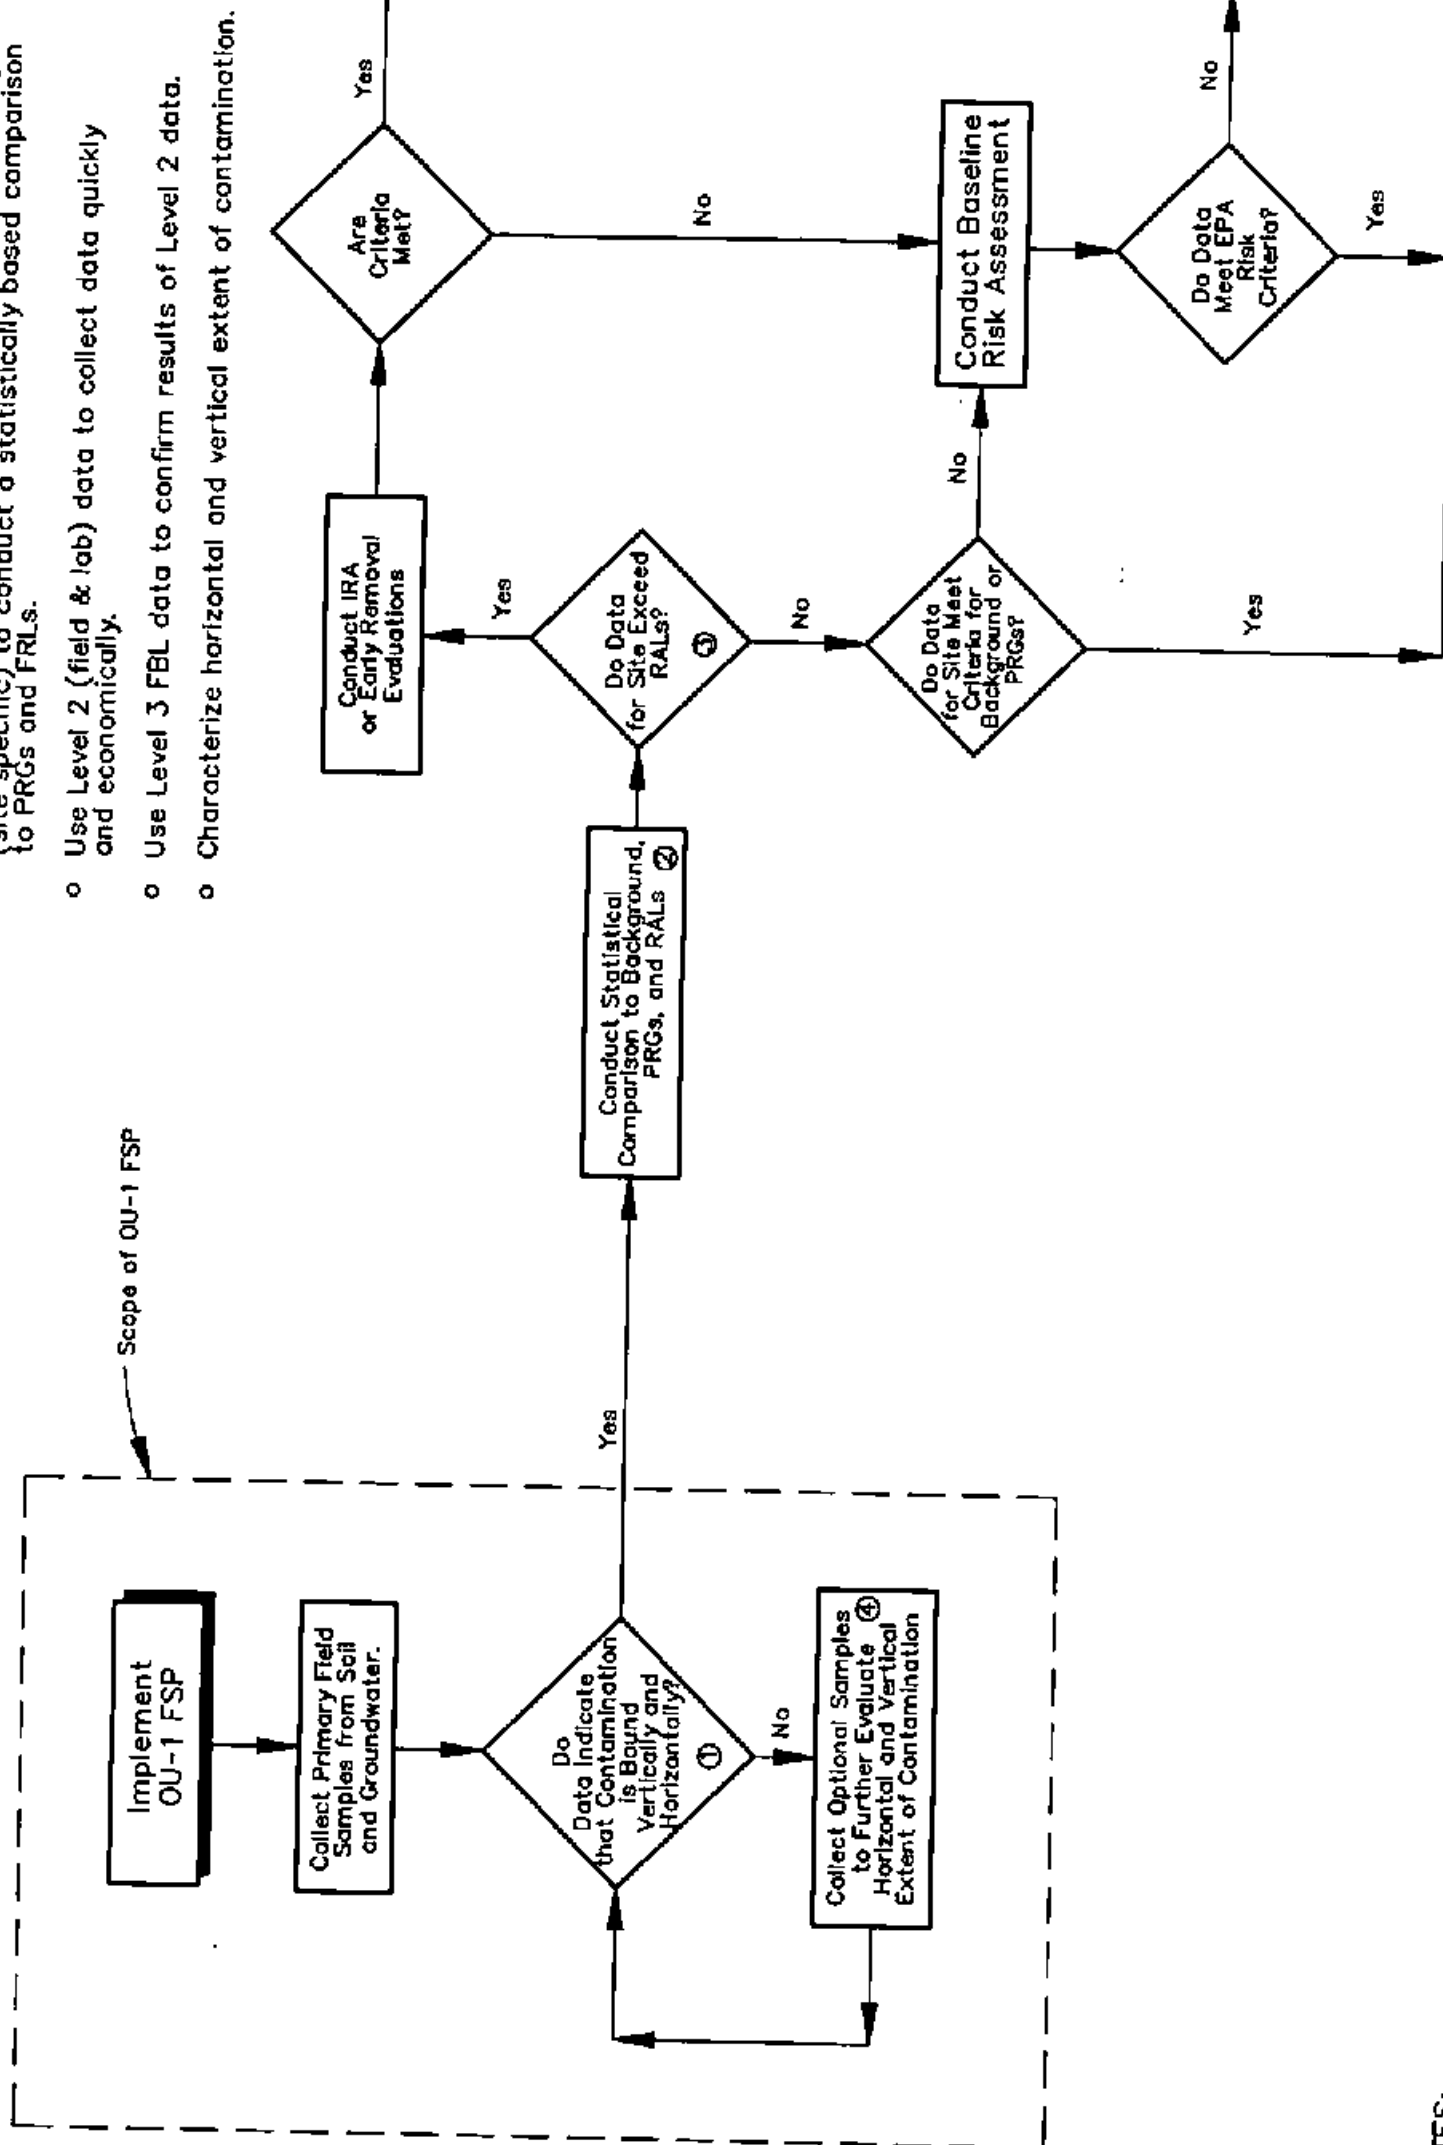 (site specific) to conduct a statistically based comparison
to PRGs and FRLs.
o Use Level 2 (field & lab) data to collect data quickly
and economically.
o Use Level 3 FBL data to confirm results of Level 2 data.
o Characterize horizontal and vertical extent of contamination.
Scope of OU-1 FSP
Implement
OU-1 FSP
Collect Primary Field
Samples from Soil
and Groundwater.
Do
Data Indicate
that Contamination
is Bound
Vertically and
Horizontally?
①
Yes
No
Collect Optional Samples
to Further Evaluate ④
Horizontal and Vertical
Extent of Contamination
Conduct Statistical
Comparison to Background,
PRGs, and RALs ②
Do Data
for Site Exceed
RALs?
③
Yes
Conduct IRA
or Early Removal
Evaluations
Are
Criteria
Met?
Yes
No
No
Do Data
for Site Meet
Criteria for
Background or
PRGs?
No
Yes
Conduct Baseline
Risk Assessment
Do Data
Meet EPA
Risk
Criteria?
No
Yes